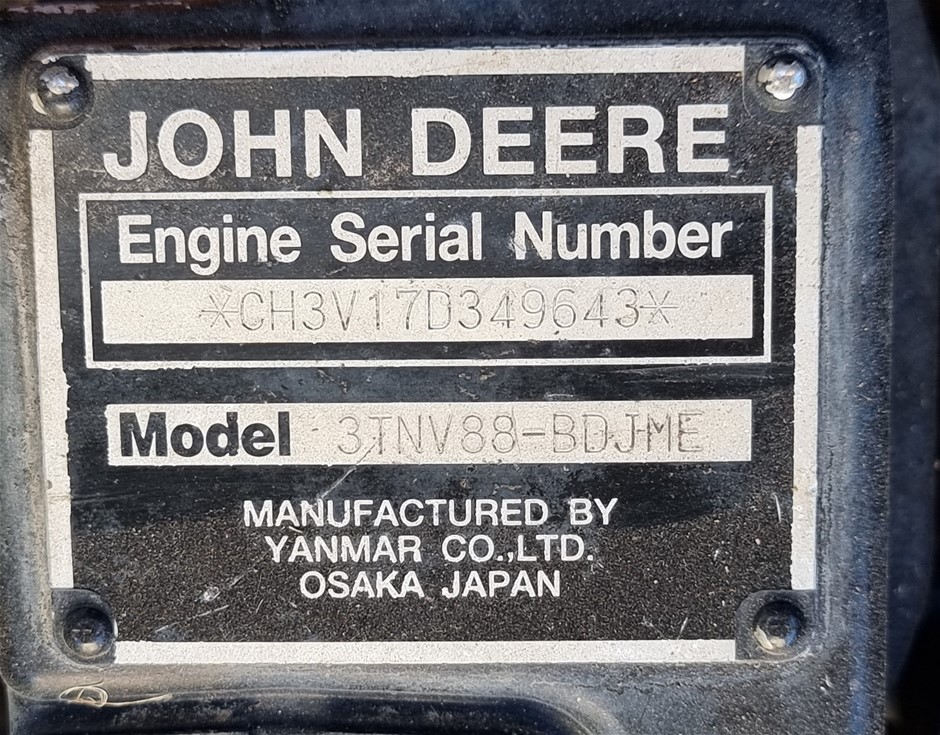 JOHN DEERE
Engine Serial Number
*CH3V17D349643*
Model 3TNV88-BDJME
MANUFACTURED BY
YANMAR CO.,LTD.
OSAKA JAPAN